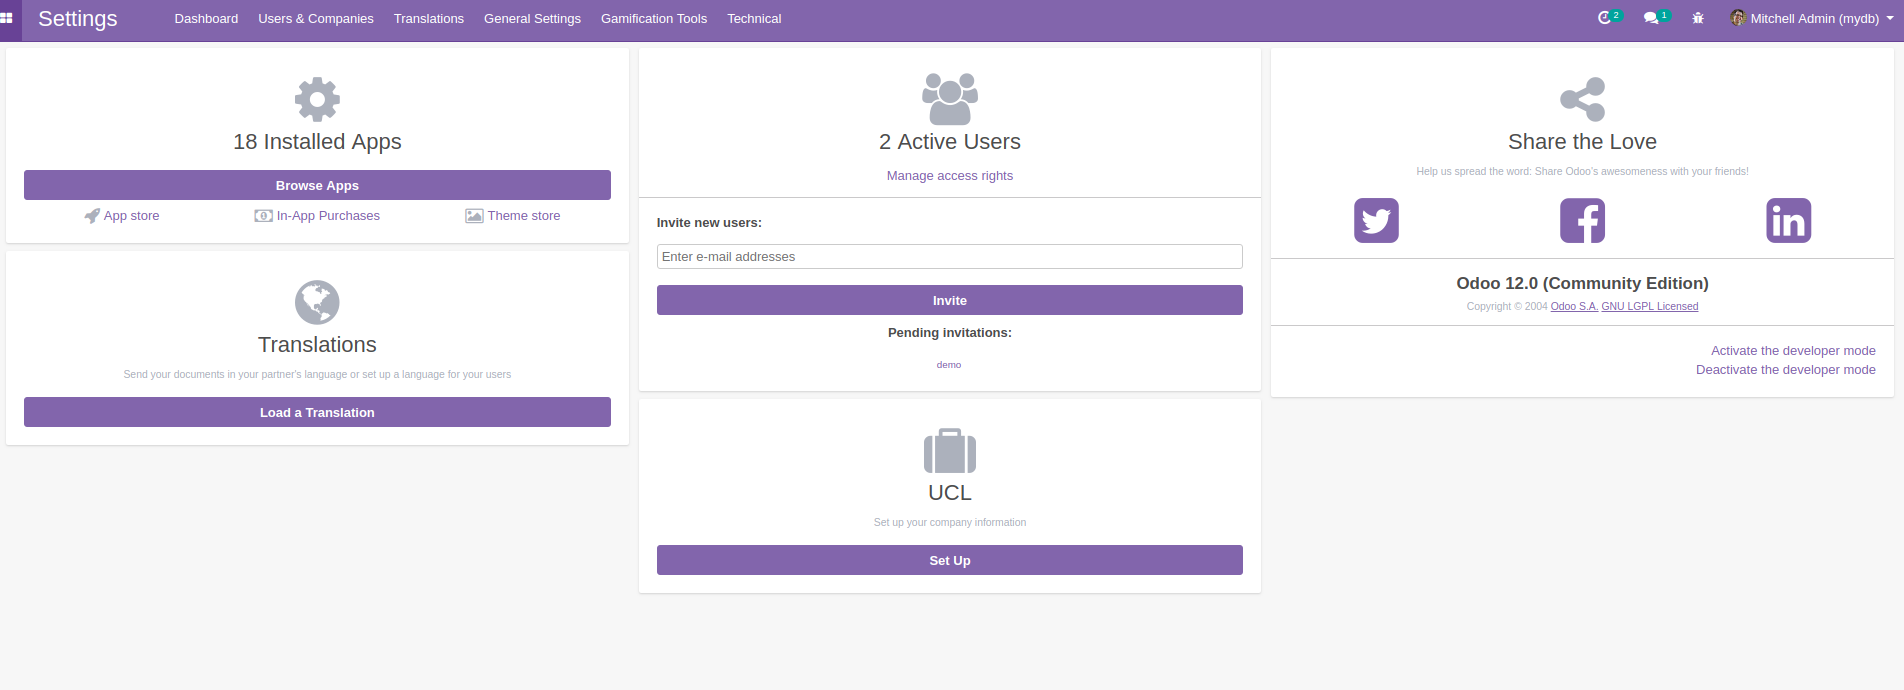 Settings Dashboard Users & Companies Translations General Settings Gamification Tools Technical 2 1 Mitchell Admin (mydb)
18 Installed Apps
Browse Apps
App store In-App Purchases Theme store
Translations
Send your documents in your partner's language or set up a language for your users
Load a Translation
2 Active Users
Manage access rights
Invite new users:
Enter e-mail addresses
Invite
Pending invitations:
demo
UCL
Set up your company information
Set Up
Share the Love
Help us spread the word: Share Odoo's awesomeness with your friends!
Odoo 12.0 (Community Edition)
Copyright © 2004 Odoo S.A. GNU LGPL Licensed
Activate the developer mode
Deactivate the developer mode